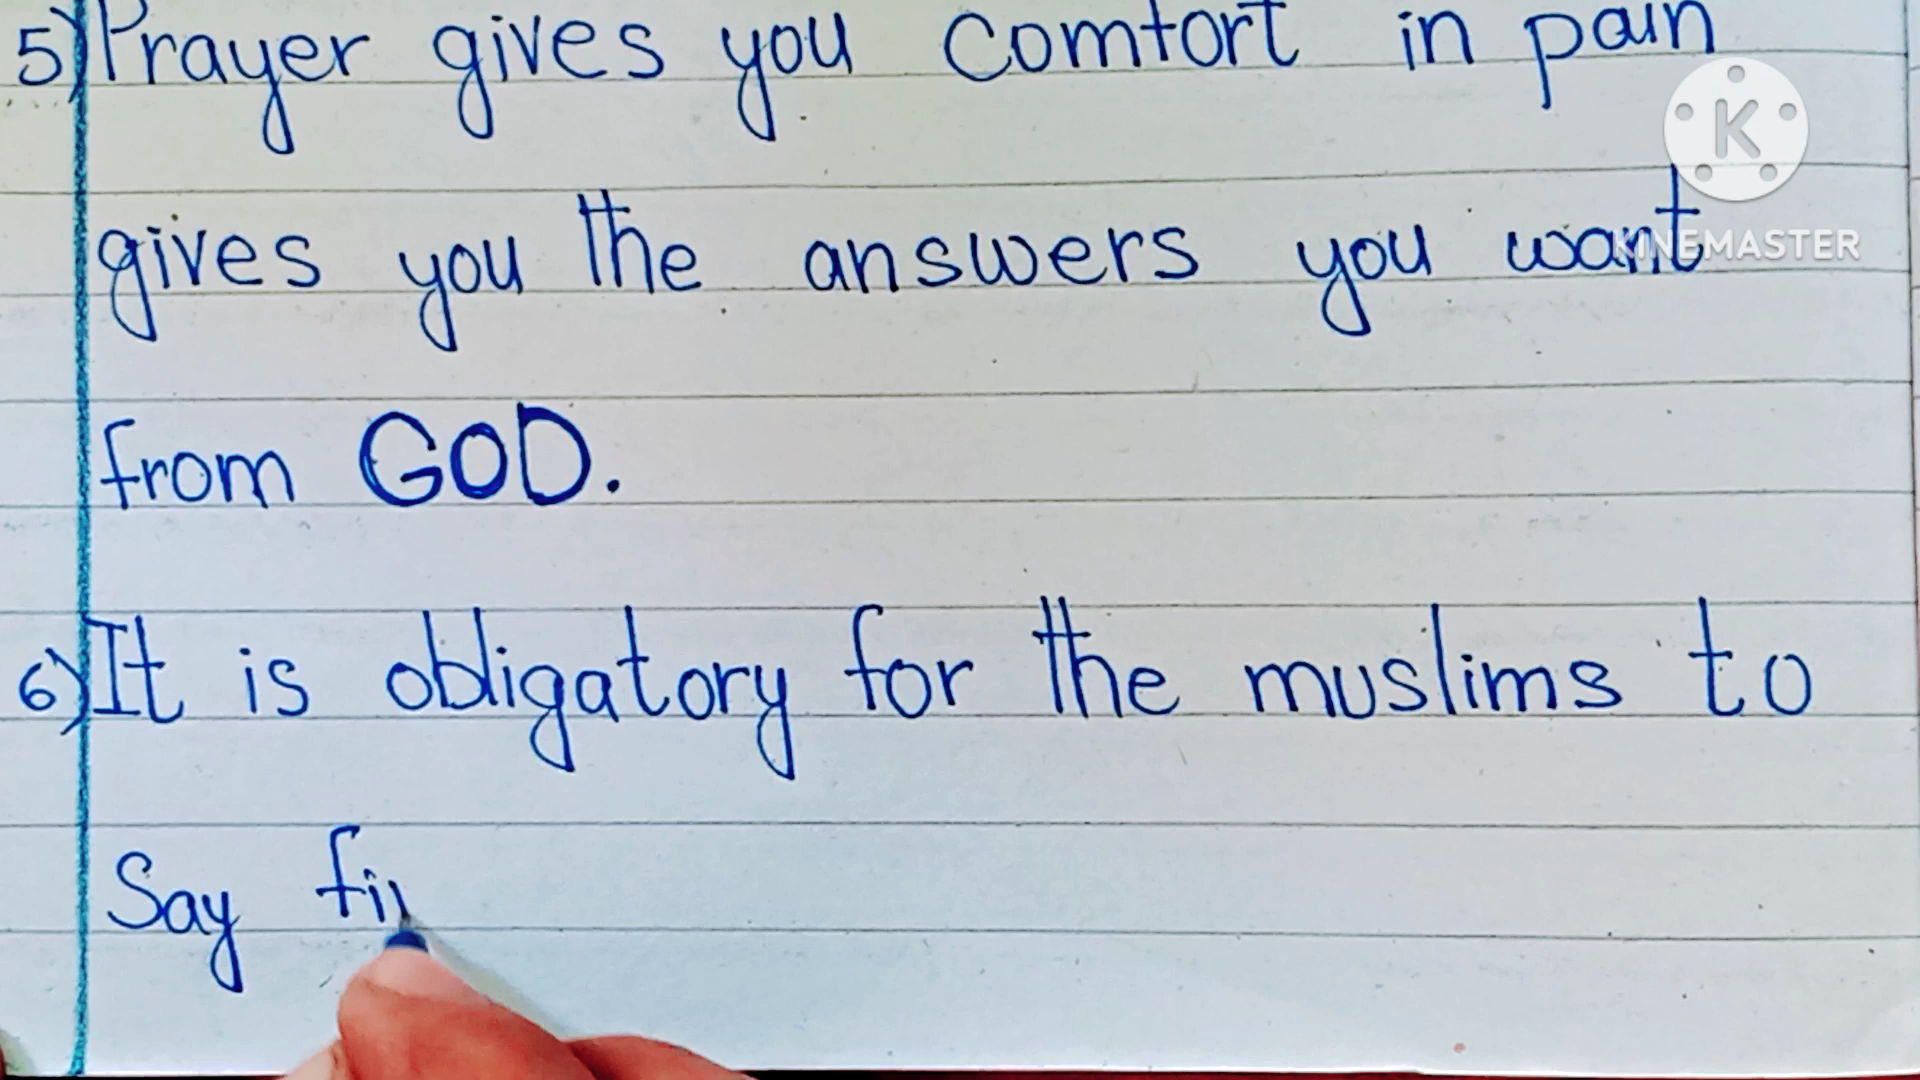 5) Prayer gives you comfort in pain
K
gives you the answers you want
KINEMASTER
from GOD.
6) It is obligatory for the muslims to
Say